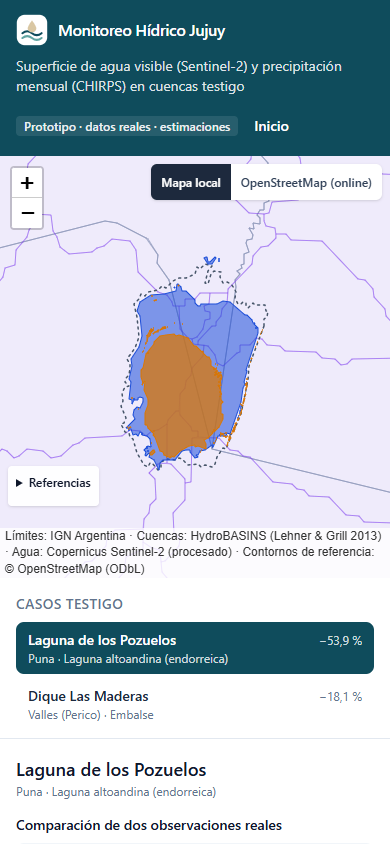 Monitoreo Hídrico Jujuy
Superficie de agua visible (Sentinel-2) y precipitación
mensual (CHIRPS) en cuencas testigo
Prototipo · datos reales · estimaciones
Inicio
+
−
Mapa local
OpenStreetMap (online)
Referencias
Límites: IGN Argentina · Cuencas: HydroBASINS (Lehner & Grill 2013)
· Agua: Copernicus Sentinel-2 (procesado) · Contornos de referencia:
© OpenStreetMap (ODbL)
CASOS TESTIGO
Laguna de los Pozuelos
−53,9 %
Puna · Laguna altoandina (endorreica)
Dique Las Maderas
−18,1 %
Valles (Perico) · Embalse
Laguna de los Pozuelos
Puna · Laguna altoandina (endorreica)
Comparación de dos observaciones reales